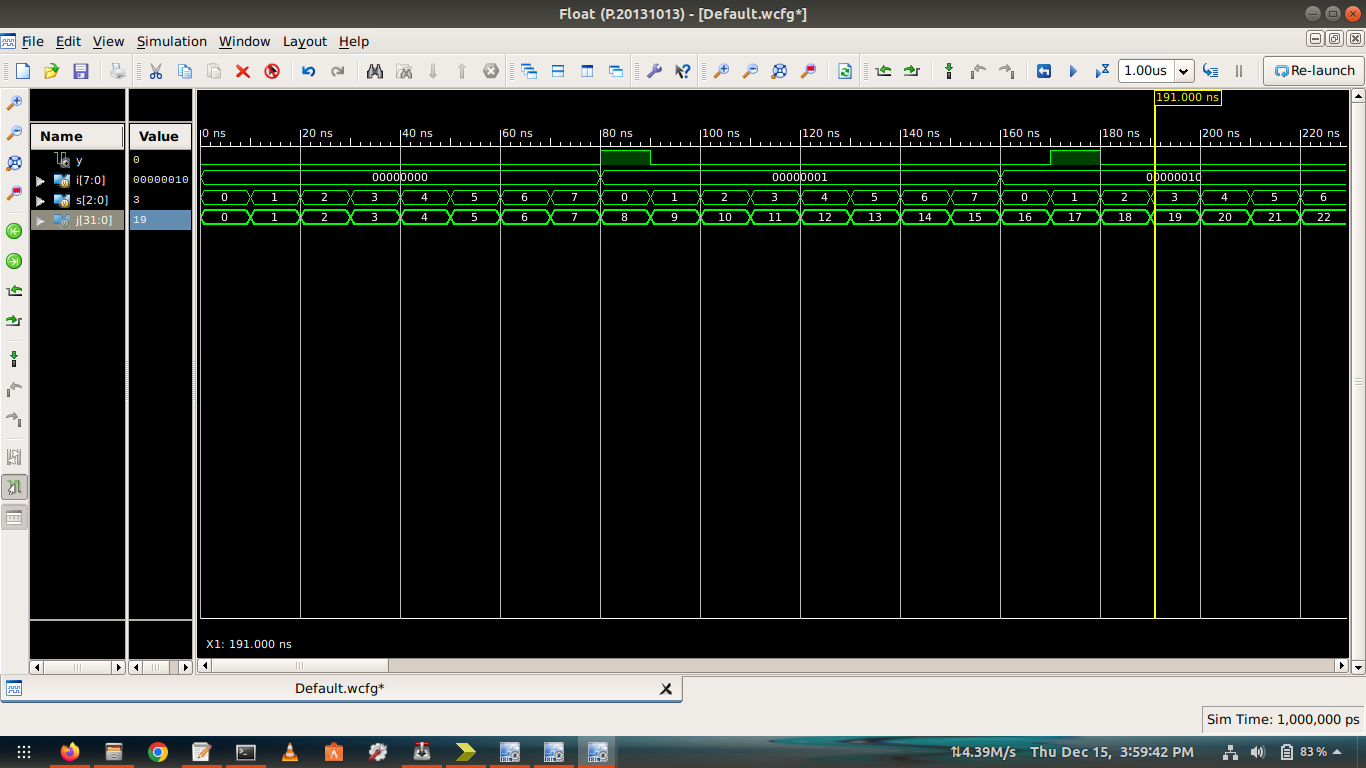 Float (P.20131013) - [Default.wcfg*]
File Edit View Simulation Window Layout Help
1.00us Re-launch
191.000 ns
Name Value
0 ns 20 ns 40 ns 60 ns 80 ns 100 ns 120 ns 140 ns 160 ns 180 ns 200 ns 220 ns
y 0
i[7:0] 00000010 00000000 00000001 00000010
s[2:0] 3 0 1 2 3 4 5 6 7 0 1 2 3 4 5 6 7 0 1 2 3 4 5 6
j[31:0] 19 0 1 2 3 4 5 6 7 8 9 10 11 12 13 14 15 16 17 18 19 20 21 22
X1: 191.000 ns
Default.wcfg*
Sim Time: 1,000,000 ps
4.39M/s Thu Dec 15, 3:59:42 PM 83 %